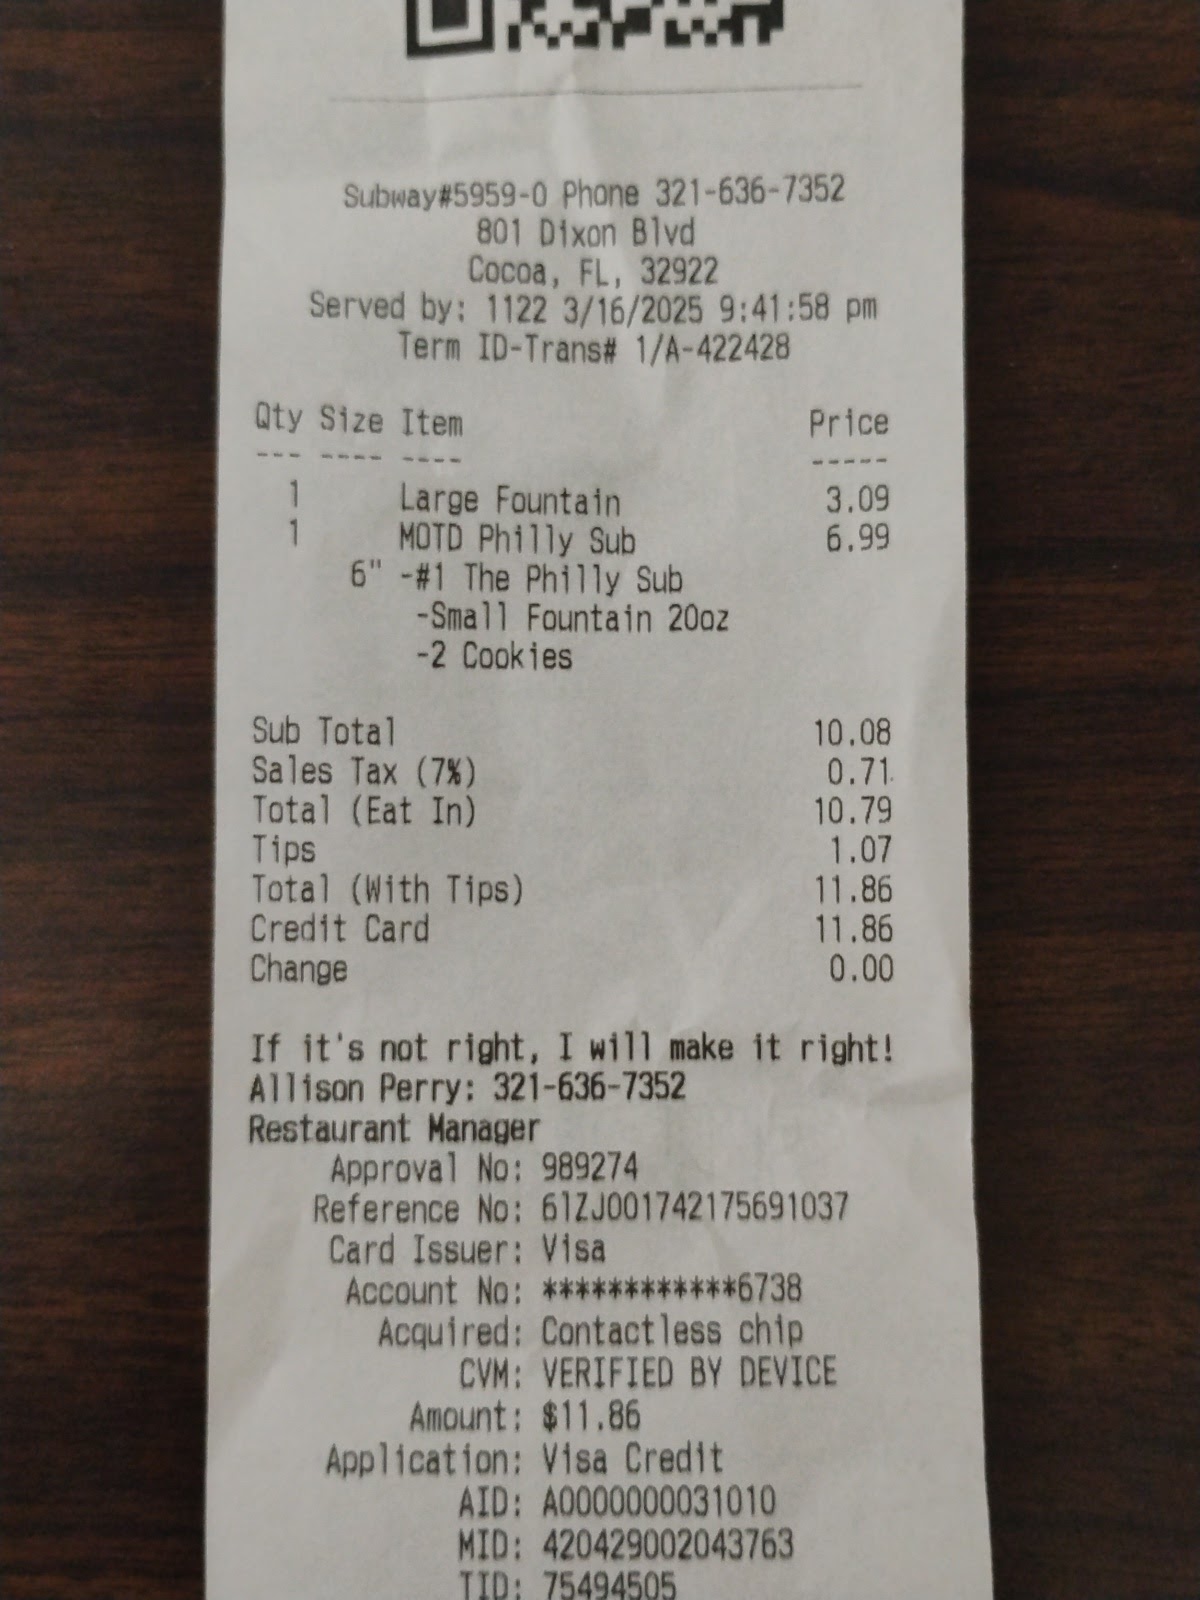 Subway#5959-0 Phone 321-636-7352
801 Dixon Blvd
Cocoa, FL, 32922
Served by: 1122 3/16/2025 9:41:58 pm
Term ID-Trans# 1/A-422428
Qty Size Item Price
--- ---- ---- -----
1 Large Fountain 3.09
1 MOTD Philly Sub 6.99
6" -#1 The Philly Sub
-Small Fountain 20oz
-2 Cookies
Sub Total 10.08
Sales Tax (7%) 0.71
Total (Eat In) 10.79
Tips 1.07
Total (With Tips) 11.86
Credit Card 11.86
Change 0.00
If it's not right, I will make it right!
Allison Perry: 321-636-7352
Restaurant Manager
Approval No: 989274
Reference No: 61ZJ001742175691037
Card Issuer: Visa
Account No: ************6738
Acquired: Contactless chip
CVM: VERIFIED BY DEVICE
Amount: $11.86
Application: Visa Credit
AID: A0000000031010
MID: 420429002043763
TID: 75494505